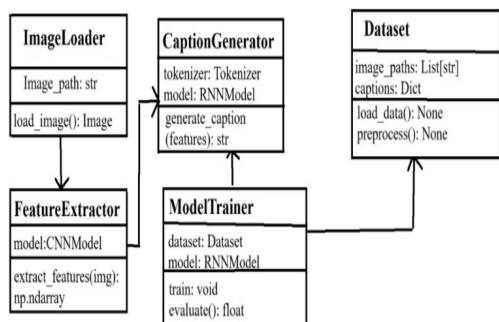 ImageLoader
Image_path: str
load_image(): Image
CaptionGenerator
tokenizer: Tokenizer
model: RNNModel
generate_caption
(features): str
Dataset
image_paths: List[str]
captions: Dict
load_data(): None
preprocess(): None
FeatureExtractor
model:CNNModel
extract_features(img):
np.ndarray
ModelTrainer
dataset: Dataset
model: RNNModel
train: void
evaluate(): float